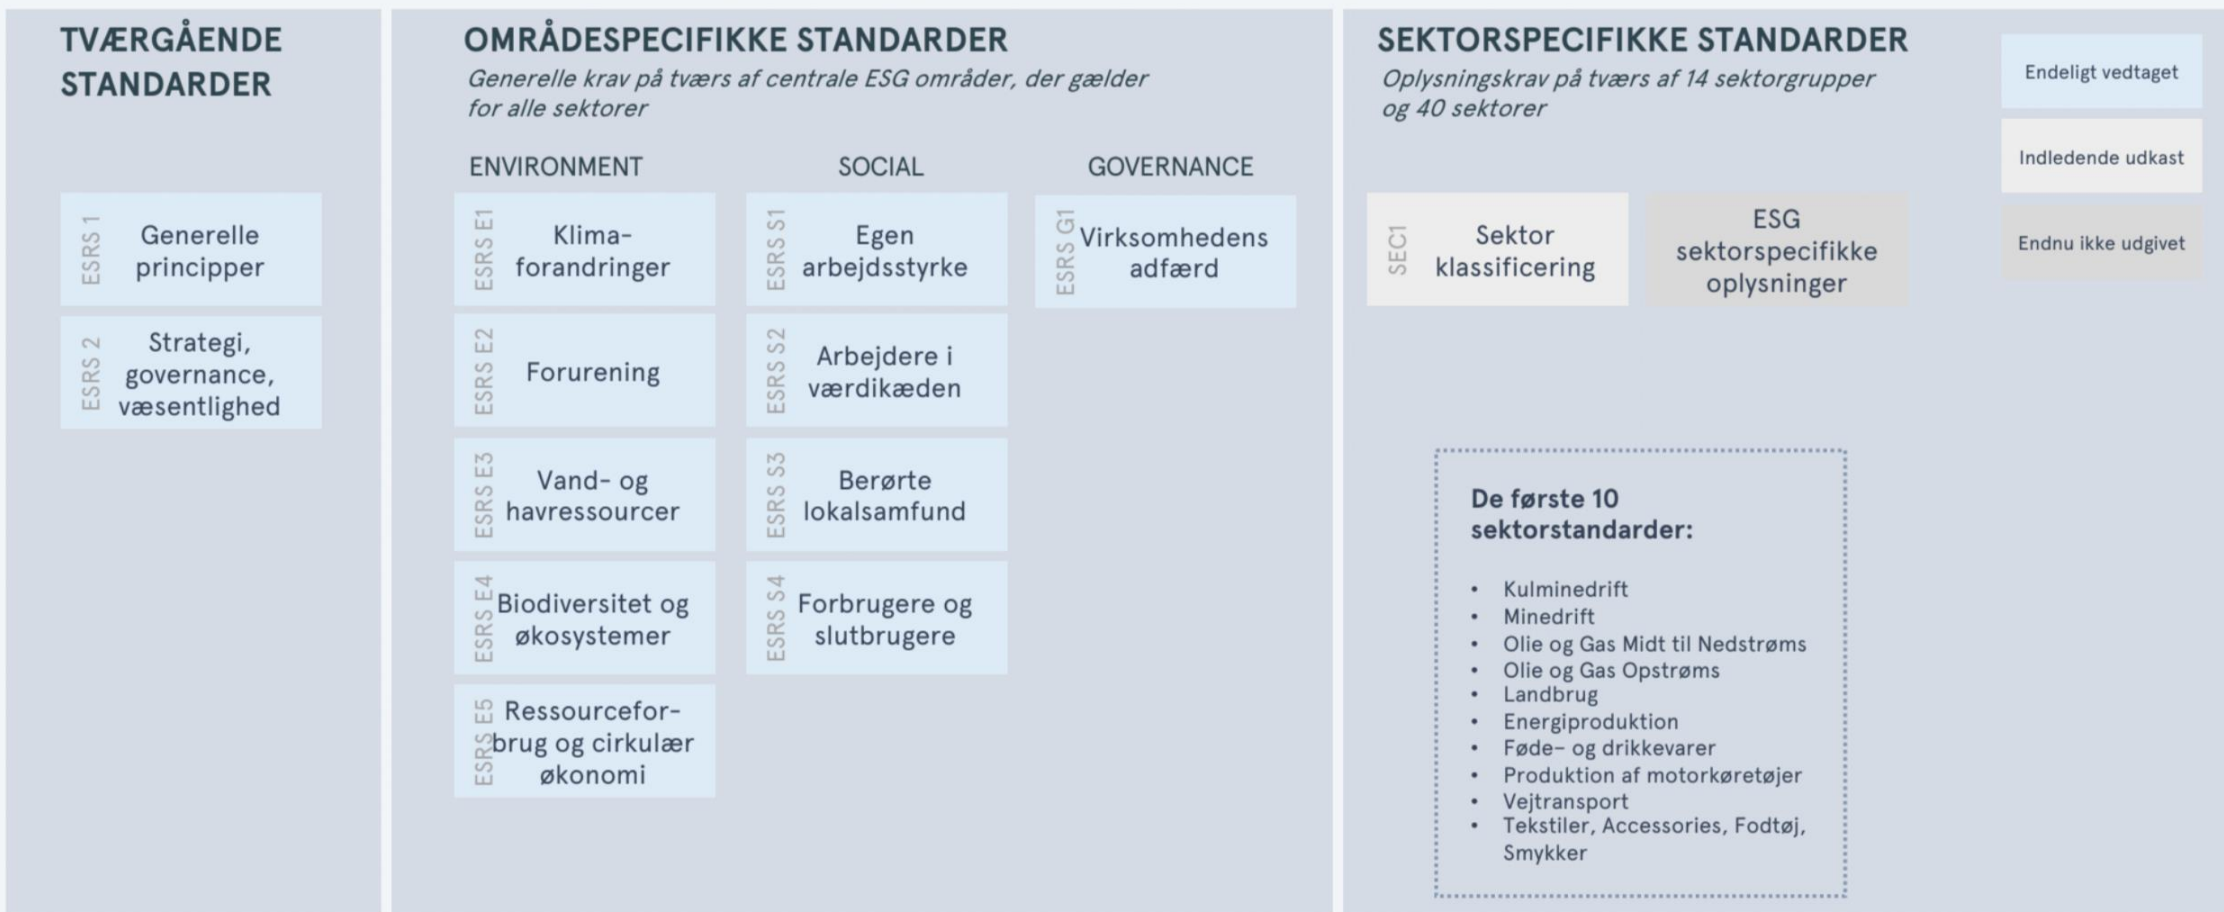 TVÆRGÅENDE
STANDARDER
ESRS 1
Generelle
principper
ESRS 2
Strategi,
governance,
væsentlighed
OMRÅDESPECIFIKKE STANDARDER
Generelle krav på tværs af centrale ESG områder, der gælder
for alle sektorer
ENVIRONMENT
ESRS E1
Klima-
forandringer
ESRS E2
Forurening
ESRS E3
Vand- og
havressourcer
ESRS E4
Biodiversitet og
økosystemer
ESRS E5
Ressourcefor-
brug og cirkulær
økonomi
SOCIAL
ESRS S1
Egen
arbejdsstyrke
ESRS S2
Arbejdere i
værdikæden
ESRS S3
Berørte
lokalsamfund
ESRS S4
Forbrugere og
slutbrugere
GOVERNANCE
ESRS G1
Virksomhedens
adfærd
SEKTORSPECIFIKKE STANDARDER
Oplysningskrav på tværs af 14 sektorgrupper
og 40 sektorer
SEC1
Sektor
klassificering
ESG
sektorspecifikke
oplysninger
De første 10
sektorstandarder:
• Kulminedrift
• Minedrift
• Olie og Gas Midt til Nedstrøms
• Olie og Gas Opstrøms
• Landbrug
• Energiproduktion
• Føde- og drikkevarer
• Produktion af motorkøretøjer
• Vejtransport
• Tekstiler, Accessories, Fodtøj,
Smykker
Endeligt vedtaget
Indledende udkast
Endnu ikke udgivet